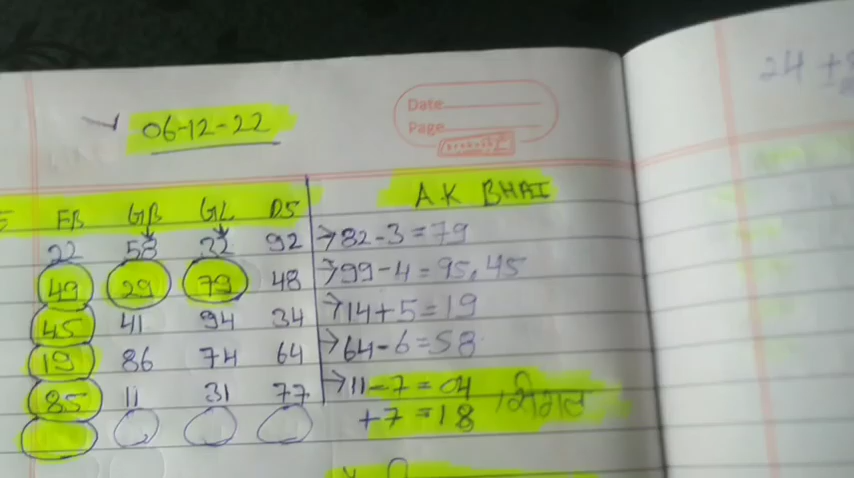 Date
06-12-22
Page
24 +
A.K BHAI
E FB GB GL DS
22 58 32 92 →82-3=79
49 29 79 48 →99-4=95,45
45 41 94 34 →14+5=19
19 86 74 64 →64-6=58
85 11 31 77 →11-7=04
+7=18 सिंगल